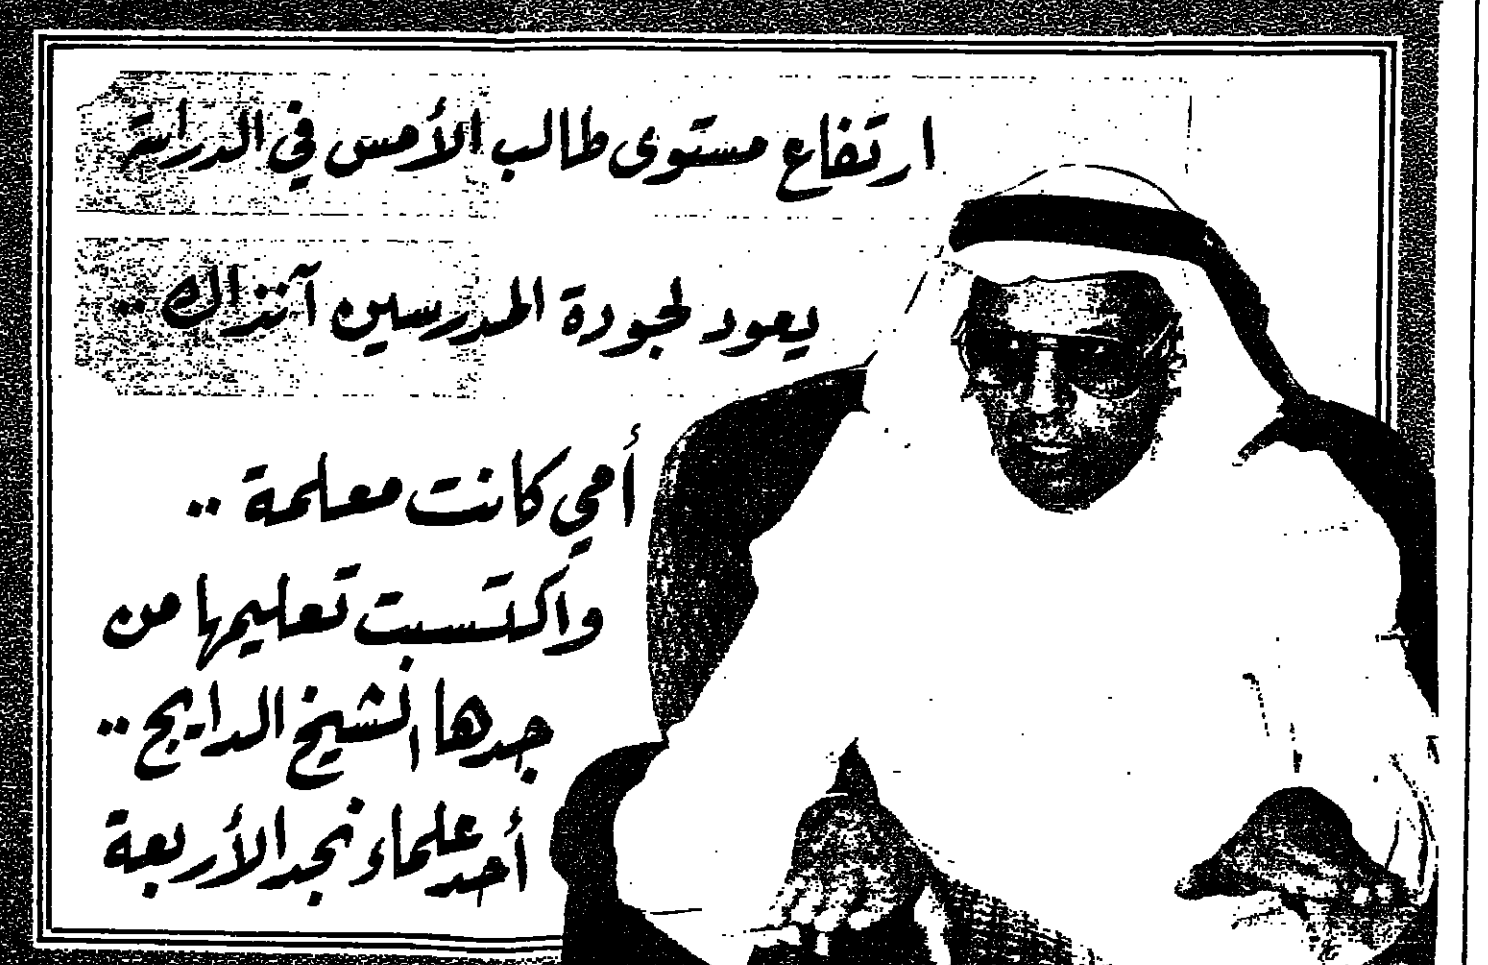 ارتفاع مستوى طالب الأمس في الدراسة
يعود لجودة المدرسين آنذاك ..
أمي كانت معلمة ..
واكتسبت تعليمها من
جدها الشيخ الدايج ..
أحد علماء نجد الأربعة